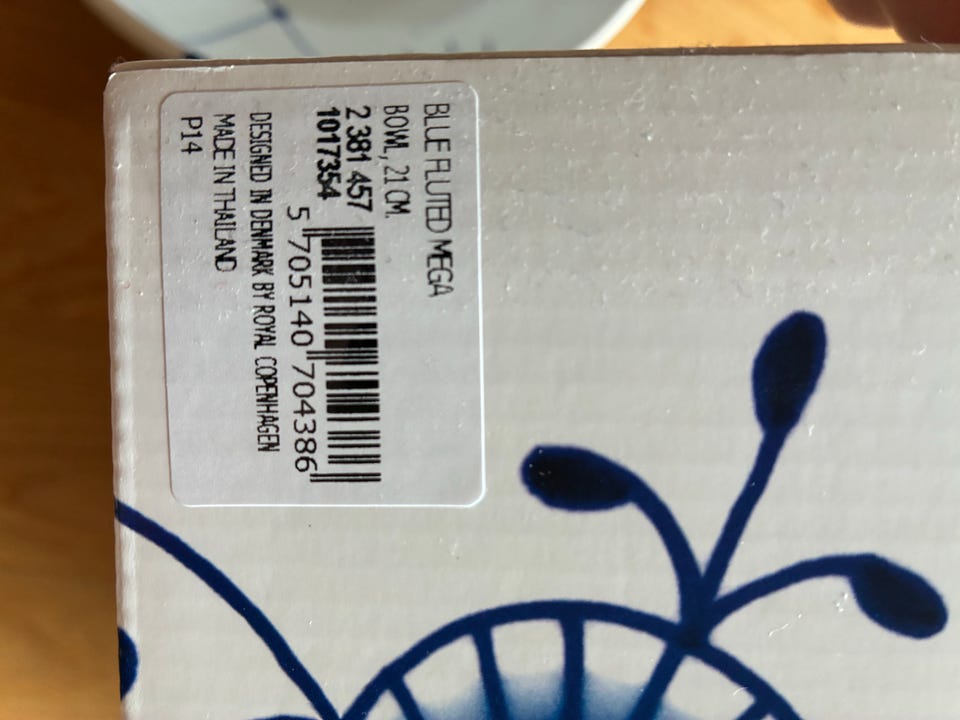 BLUE FLUTED MEGA
BOWL, 21 CM.
2 381 457
1017354
5 705140 704386
DESIGNED IN DENMARK BY ROYAL COPENHAGEN
MADE IN THAILAND
P14